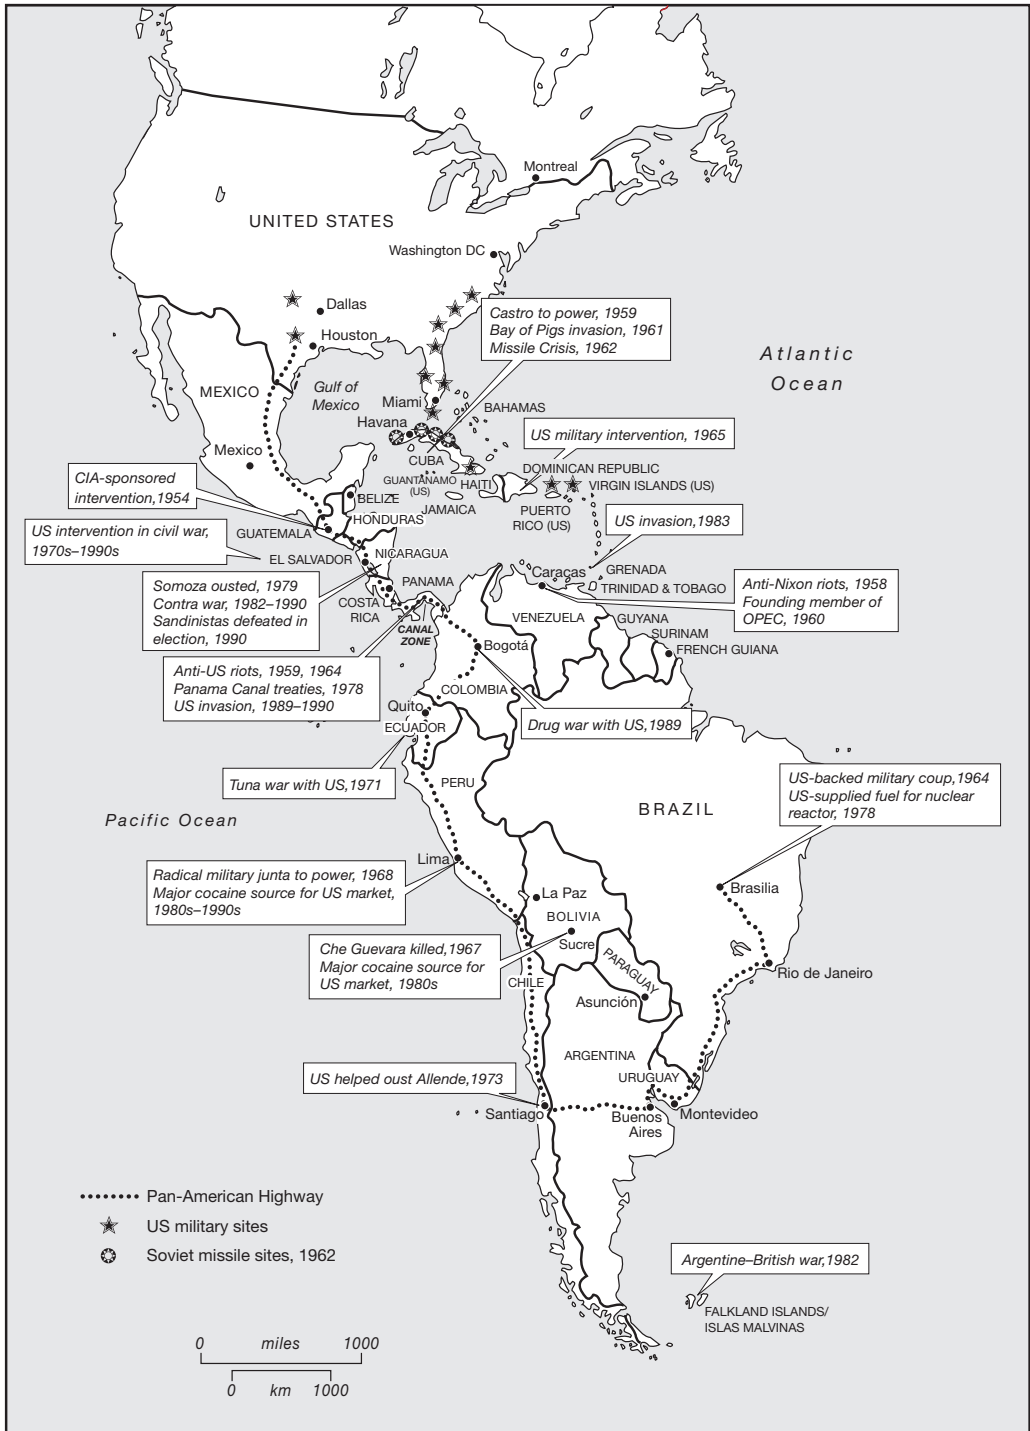 Montreal
UNITED STATES
Washington DC
Dallas
Houston
Castro to power, 1959
Bay of Pigs invasion, 1961
Missile Crisis, 1962
Atlantic
Ocean
MEXICO
Gulf of
Mexico
Miami
BAHAMAS
Havana
US military intervention, 1965
Mexico
CUBA
DOMINICAN REPUBLIC
CIA-sponsored
intervention,1954
GUANTANAMO
(US)
HAITI
VIRGIN ISLANDS (US)
BELIZE
JAMAICA
PUERTO
RICO (US)
US invasion,1983
HONDURAS
GUATEMALA
US intervention in civil war,
1970s–1990s
NICARAGUA
EL SALVADOR
GRENADA
Caracas
TRINIDAD & TOBAGO
Somoza ousted, 1979
Contra war, 1982–1990
Sandinistas defeated in
election, 1990
PANAMA
Anti-Nixon riots, 1958
Founding member of
OPEC, 1960
COSTA
RICA
VENEZUELA
GUYANA
CANAL
ZONE
SURINAM
Bogotá
FRENCH GUIANA
Anti-US riots, 1959, 1964
Panama Canal treaties, 1978
US invasion, 1989–1990
COLOMBIA
Quito
Drug war with US,1989
ECUADOR
Tuna war with US,1971
PERU
US-backed military coup,1964
US-supplied fuel for nuclear
reactor, 1978
BRAZIL
Pacific Ocean
Lima
Radical military junta to power, 1968
Major cocaine source for US market,
1980s–1990s
Brasilia
La Paz
BOLIVIA
Sucre
Che Guevara killed,1967
Major cocaine source for
US market, 1980s
PARAGUAY
Rio de Janeiro
CHILE
Asunción
ARGENTINA
US helped oust Allende,1973
URUGUAY
Santiago
Buenos
Aires
Montevideo
Pan-American Highway
US military sites
Soviet missile sites, 1962
Argentine–British war,1982
FALKLAND ISLANDS/
ISLAS MALVINAS
0 miles 1000
0 km 1000